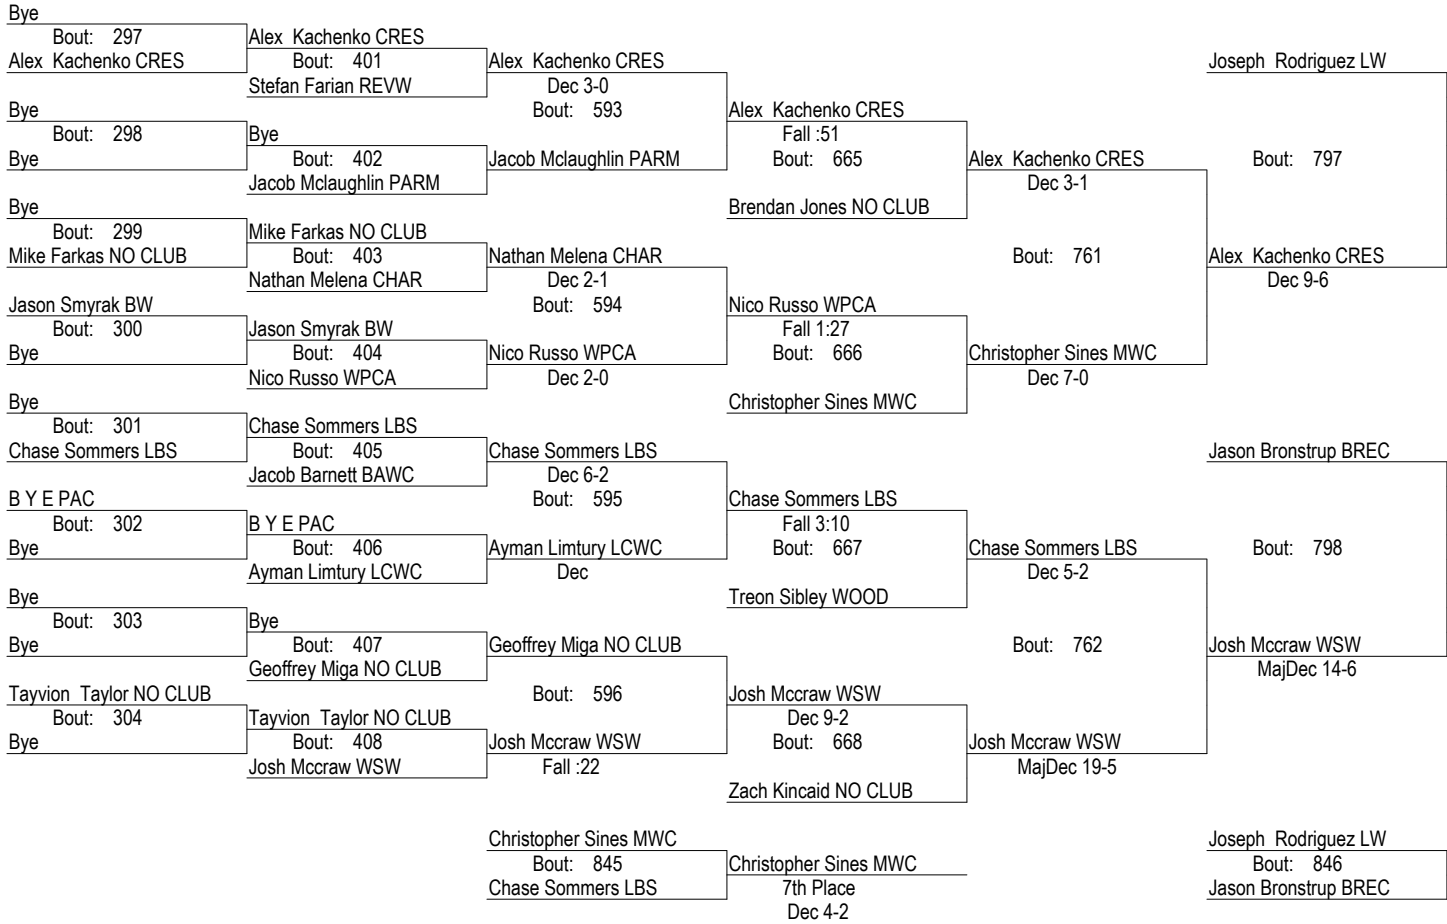 Bye
Bout: 297 Alex Kachenko CRES
Alex Kachenko CRES Bout: 401 Alex Kachenko CRES Joseph Rodriguez LW
Stefan Farian REVW Dec 3-0
Bye Bout: 593 Alex Kachenko CRES
Bout: 298 Bye Fall :51
Bye Bout: 402 Jacob Mclaughlin PARM Bout: 665 Alex Kachenko CRES Bout: 797
Jacob Mclaughlin PARM Dec 3-1
Bye Brendan Jones NO CLUB
Bout: 299 Mike Farkas NO CLUB
Mike Farkas NO CLUB Bout: 403 Nathan Melena CHAR Bout: 761 Alex Kachenko CRES
Nathan Melena CHAR Dec 2-1 Dec 9-6
Jason Smyrak BW Bout: 594 Nico Russo WPCA
Bout: 300 Jason Smyrak BW Fall 1:27
Bye Bout: 404 Nico Russo WPCA Bout: 666 Christopher Sines MWC
Nico Russo WPCA Dec 2-0 Dec 7-0
Bye Christopher Sines MWC
Bout: 301 Chase Sommers LBS
Chase Sommers LBS Bout: 405 Chase Sommers LBS Jason Bronstrup BREC
Jacob Barnett BAWC Dec 6-2
B Y E PAC Bout: 595 Chase Sommers LBS
Bout: 302 B Y E PAC Fall 3:10
Bye Bout: 406 Ayman Limtury LCWC Bout: 667 Chase Sommers LBS Bout: 798
Ayman Limtury LCWC Dec Dec 5-2
Bye Treon Sibley WOOD
Bout: 303 Bye
Bye Bout: 407 Geoffrey Miga NO CLUB Bout: 762 Josh Mccraw WSW
Geoffrey Miga NO CLUB MajDec 14-6
Tayvion Taylor NO CLUB Bout: 596 Josh Mccraw WSW
Bout: 304 Tayvion Taylor NO CLUB Dec 9-2
Bye Bout: 408 Josh Mccraw WSW Bout: 668 Josh Mccraw WSW
Josh Mccraw WSW Fall :22 MajDec 19-5
Zach Kincaid NO CLUB
Christopher Sines MWC Joseph Rodriguez LW
Bout: 845 Christopher Sines MWC Bout: 846
Chase Sommers LBS 7th Place Jason Bronstrup BREC
Dec 4-2